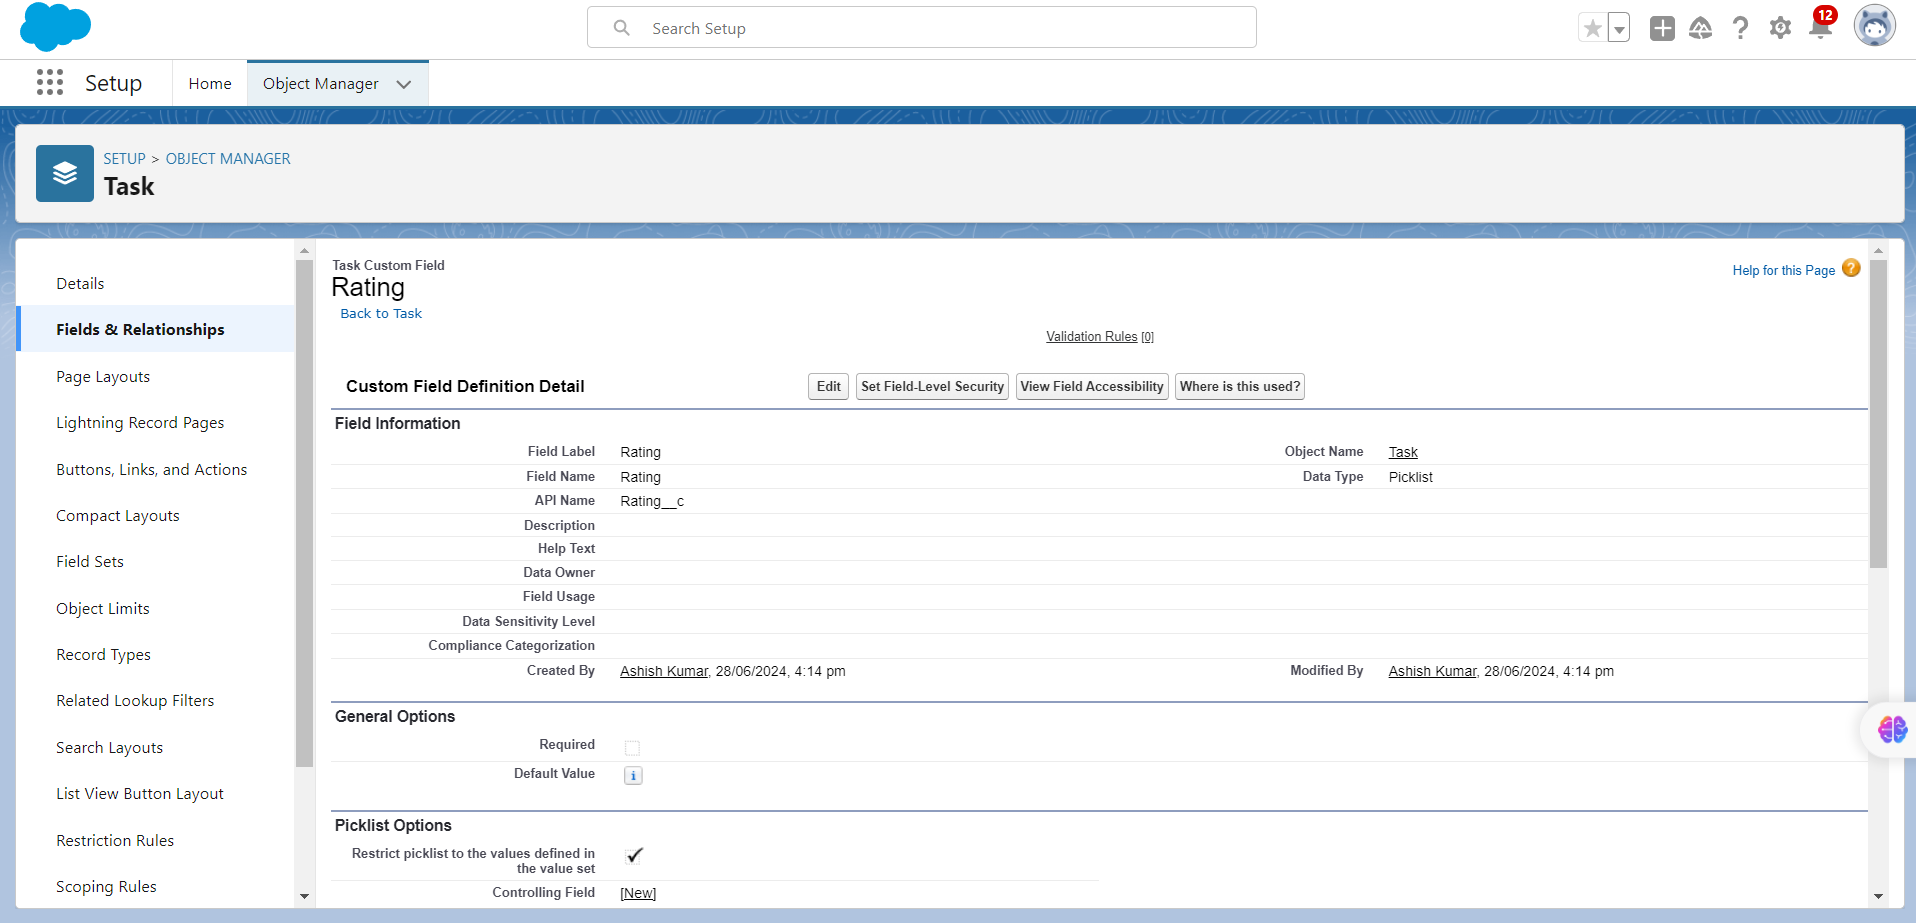 Search Setup
12
Setup
Home
Object Manager
SETUP > OBJECT MANAGER
Task
Details
Fields & Relationships
Page Layouts
Lightning Record Pages
Buttons, Links, and Actions
Compact Layouts
Field Sets
Object Limits
Record Types
Related Lookup Filters
Search Layouts
List View Button Layout
Restriction Rules
Scoping Rules
Task Custom Field
Rating
Back to Task
Help for this Page ?
Validation Rules [0]
Custom Field Definition Detail
Edit
Set Field-Level Security
View Field Accessibility
Where is this used?
Field Information
Field Label Rating Object Name Task
Field Name Rating Data Type Picklist
API Name Rating__c
Description
Help Text
Data Owner
Field Usage
Data Sensitivity Level
Compliance Categorization
Created By Ashish Kumar, 28/06/2024, 4:14 pm Modified By Ashish Kumar, 28/06/2024, 4:14 pm
General Options
Required
Default Value i
Picklist Options
Restrict picklist to the values defined in
the value set
Controlling Field [New]